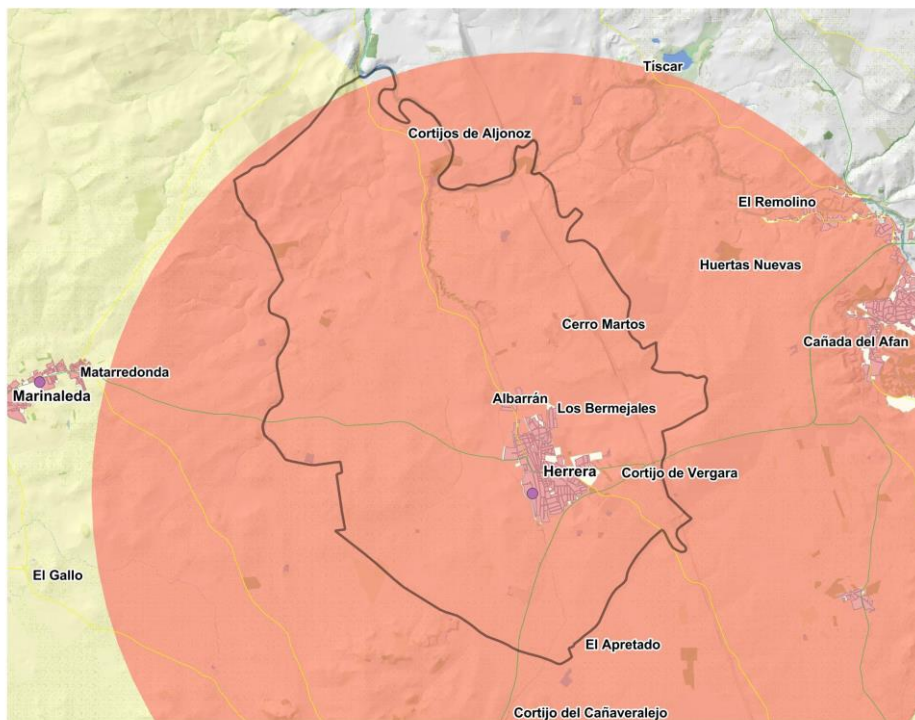 Tiscar
Cortijos de Aljonoz
El Remolino
Huertas Nuevas
Cerro Martos
Cañada del Afan
Matarredonda
Marinaleda
Albarrán
Los Bermejales
Herrera
Cortijo de Vergara
El Gallo
El Apretado
Cortijo del Cañaveralejo